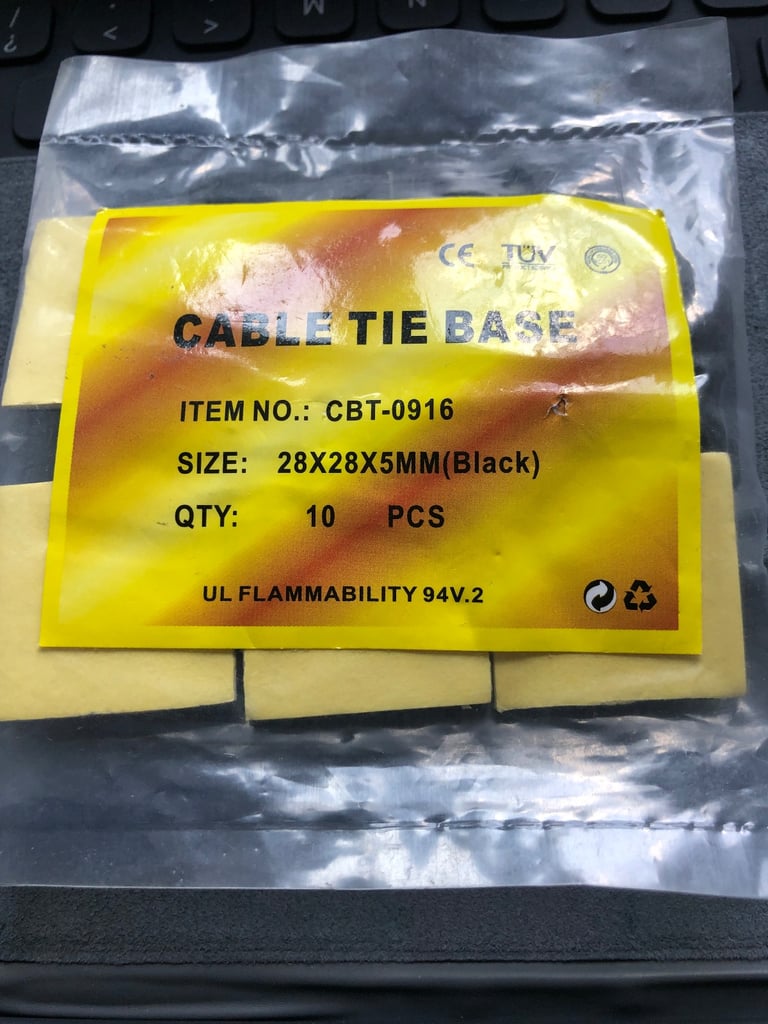 CE TÜV
CABLE TIE BASE
ITEM NO.: CBT-0916
SIZE: 28X28X5MM(Black)
QTY: 10 PCS
UL FLAMMABILITY 94V.2